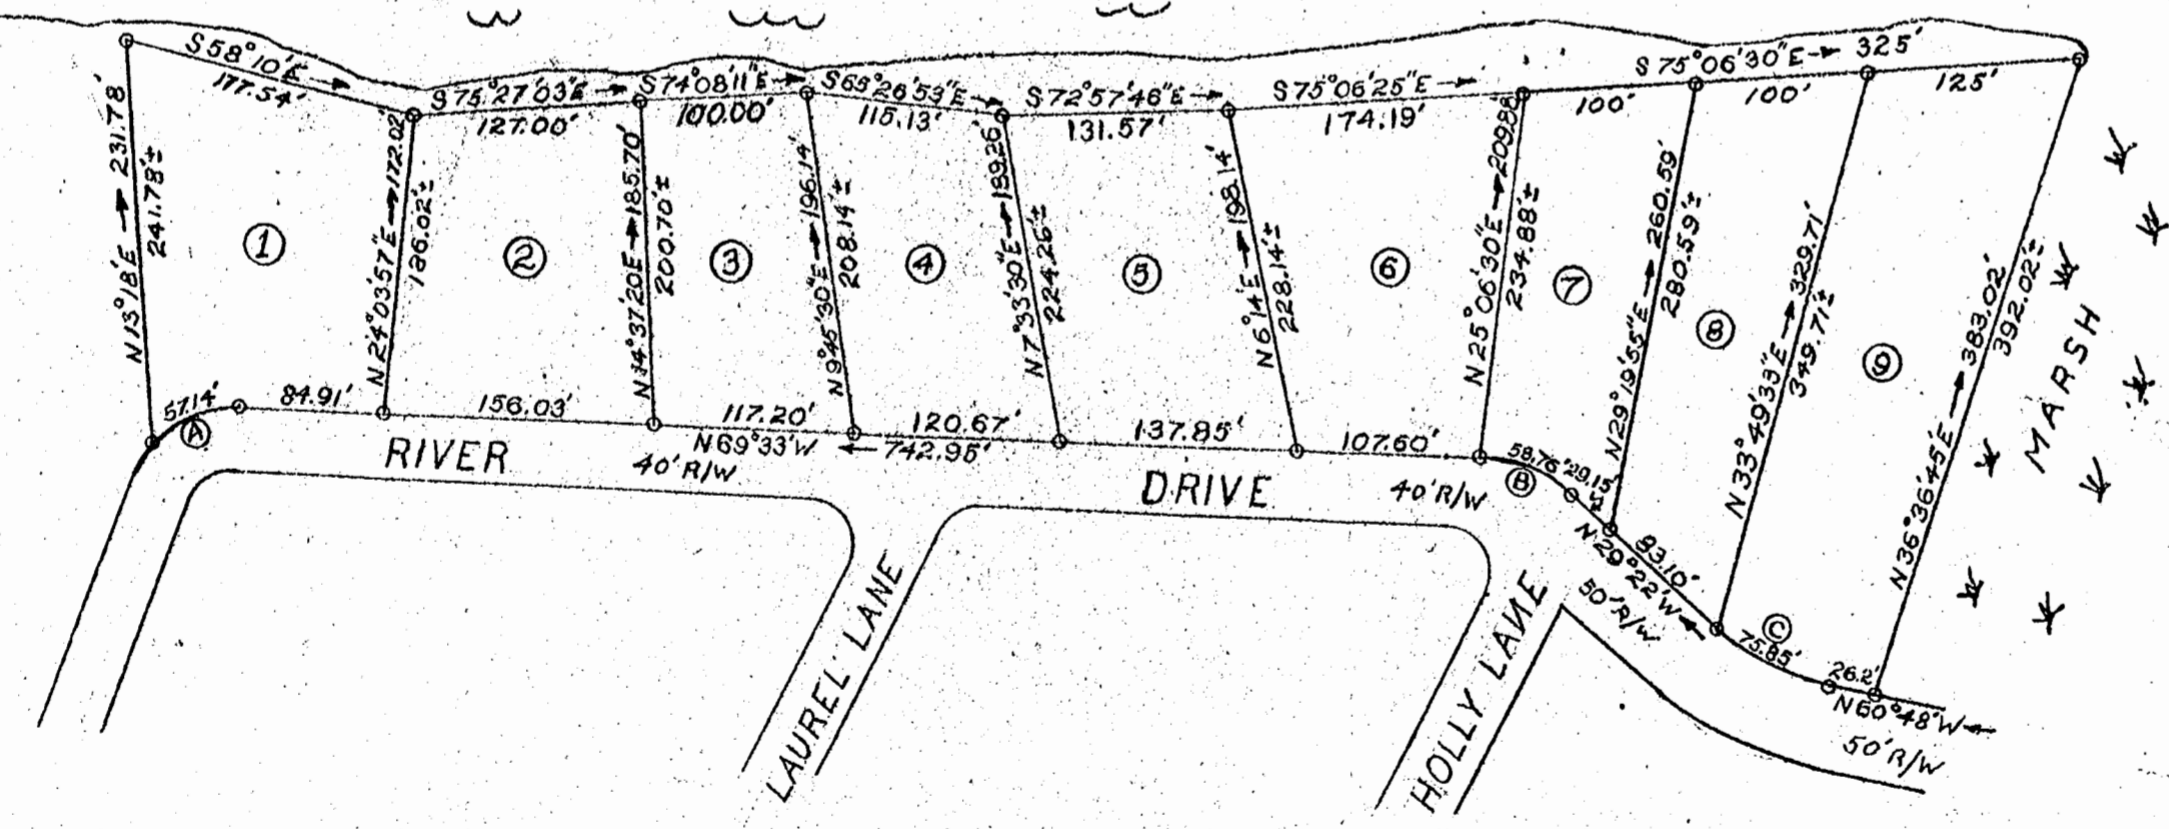 S58°10'E
177.54'
S75°27'03"E
127.00'
S74°08'11"E
100.00'
S65°26'53"E
115.13'
S72°57'46"E
131.57'
S75°06'25"E
174.19'
S75°06'30"E 325'
100'
100'
125'
N13°18'E 231.78'
241.78'±
1
N24°03'57"E 172.02'
186.02'±
2
N14°37'20E 185.70'
200.70'±
3
N9°45'30"E 196.14'
208.14'±
4
N7°33'30"E 199.26'
224.26'±
5
N6°14'E 198.14'
228.14'±
6
N25°06'30"E 209.88'
234.88'±
7
N29°19'55"E 260.59'
280.59'±
8
N33°49'33"E 329.71'
349.71'±
9
N36°36'45"E 383.02'
392.02'±
MARSH
57.14'
A
84.91'
156.03'
117.20'
120.67'
137.85'
107.60'
N69°33'W 742.95'
RIVER
40' R/W
DRIVE
40' R/W
58.76'
B
29.15'
93.10'
N29°22'W
50' R/W
C
75.85'
26.2'
N60°48'W
50' R/W
LAUREL LANE
HOLLY LANE